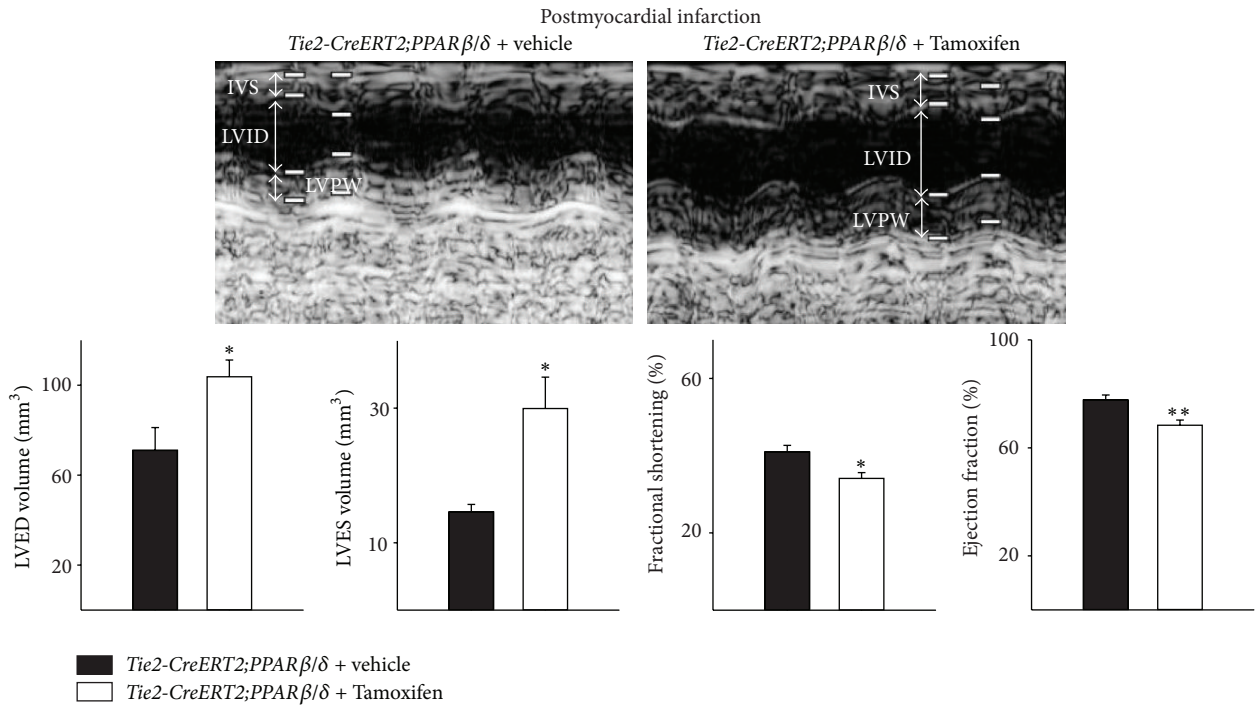 Postmyocardial infarction
Tie2-CreERT2;PPARβ/δ + vehicle
Tie2-CreERT2;PPARβ/δ + Tamoxifen
IVS
LVID
LVPW
IVS
LVID
LVPW
LVED volume (mm³)
100
60
20
*
LVES volume (mm³)
30
10
*
Fractional shortening (%)
60
20
*
Ejection fraction (%)
100
60
20
**
Tie2-CreERT2;PPARβ/δ + vehicle
Tie2-CreERT2;PPARβ/δ + Tamoxifen